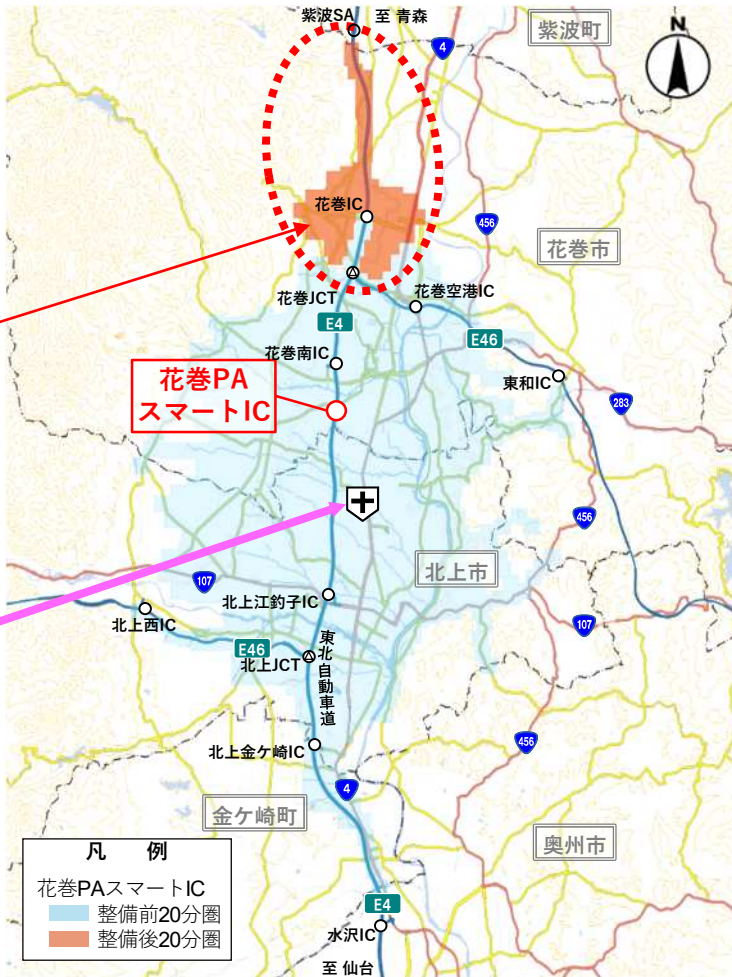 紫波SA
至 青森
4
紫波町
N
花巻IC
456
花巻市
花巻JCT
花巻空港IC
E4
E46
花巻南IC
花巻PA
スマートIC
東和IC
283
456
北上市
107
北上江釣子IC
107
北上西IC
E46
北上JCT
東北自動車道
北上金ケ崎IC
456
4
金ケ崎町
奥州市
凡 例
花巻PAスマートIC
整備前20分圏
整備後20分圏
E4
水沢IC
至 仙台